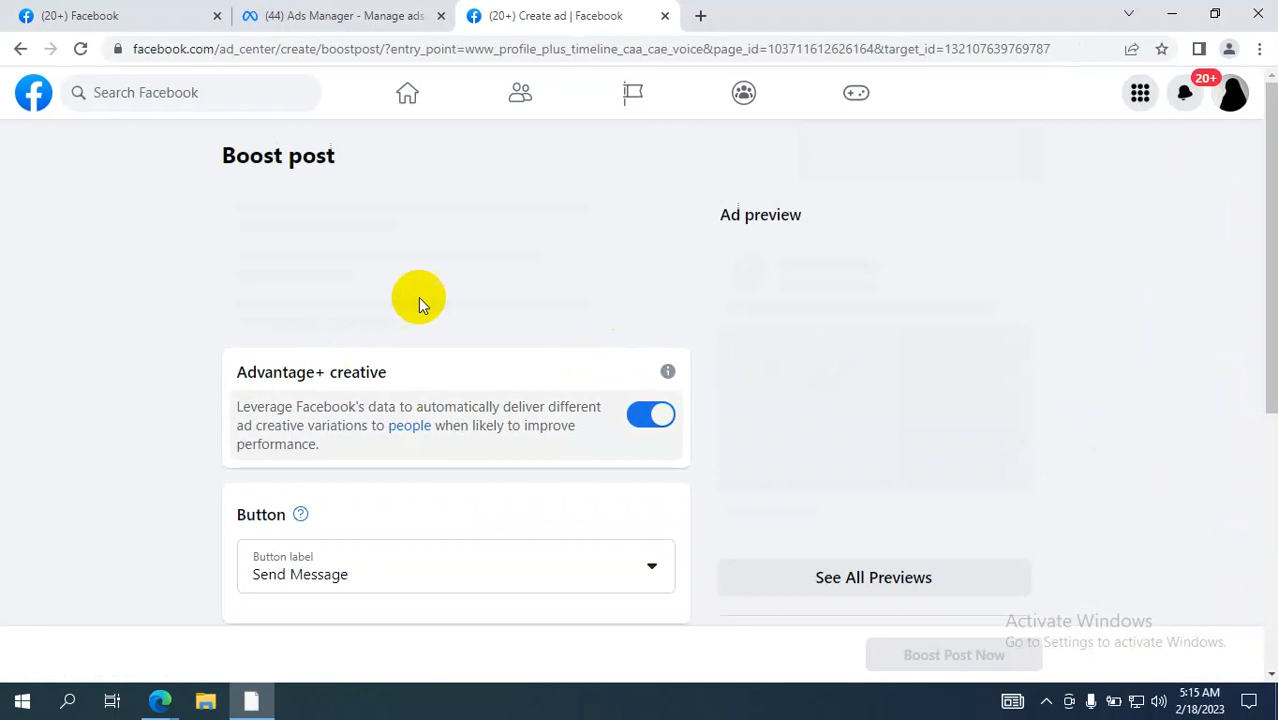 (20+) Facebook
(44) Ads Manager - Manage ads
(20+) Create ad | Facebook
facebook.com/ad_center/create/boostpost/?entry_point=www_profile_plus_timeline_caa_cae_voice&page_id=103711612626164&target_id=132107639769787
Search Facebook
20+
Boost post
Ad preview
Advantage+ creative
Leverage Facebook's data to automatically deliver different
ad creative variations to people when likely to improve
performance.
Button
Button label
Send Message
See All Previews
Activate Windows
Go to Settings to activate Windows.
Boost Post Now
5:15 AM
2/18/2023